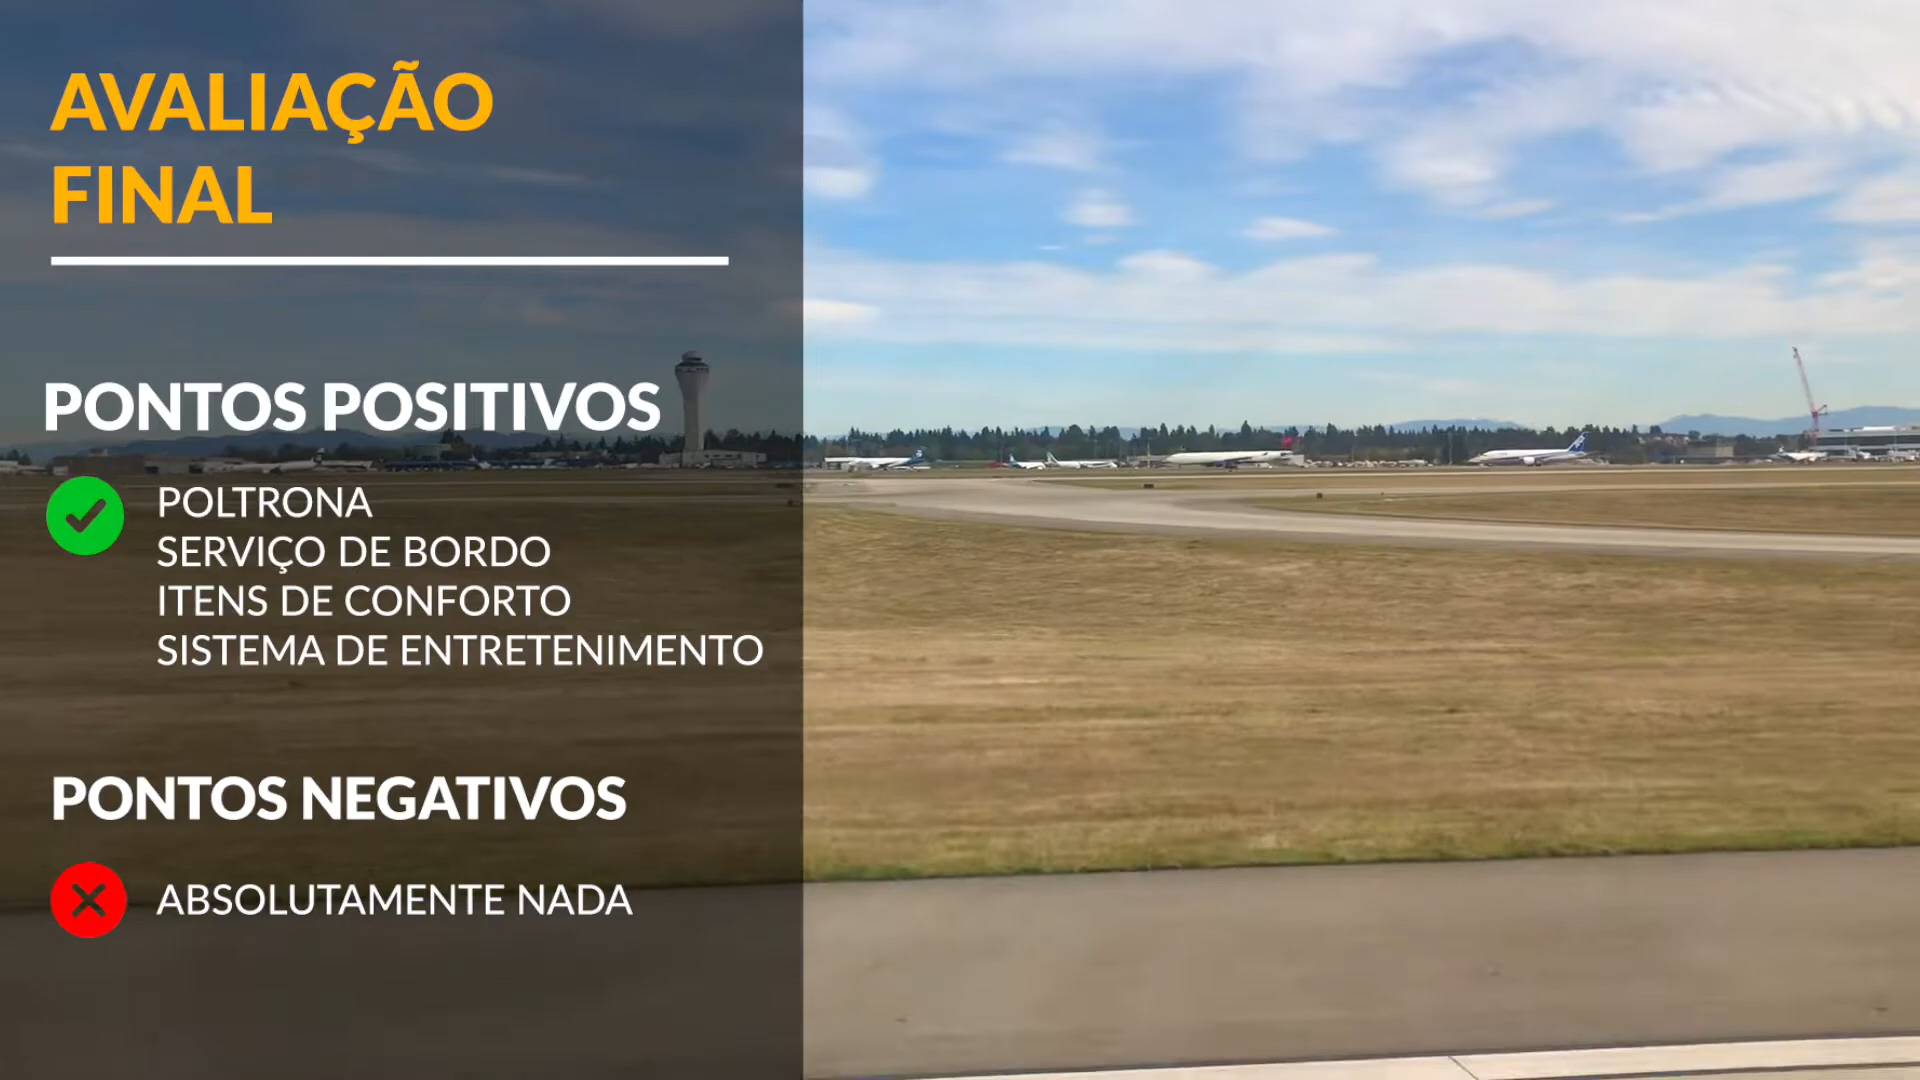 AVALIAÇÃO
FINAL
PONTOS POSITIVOS
POLTRONA
SERVIÇO DE BORDO
ITENS DE CONFORTO
SISTEMA DE ENTRETENIMENTO
PONTOS NEGATIVOS
ABSOLUTAMENTE NADA